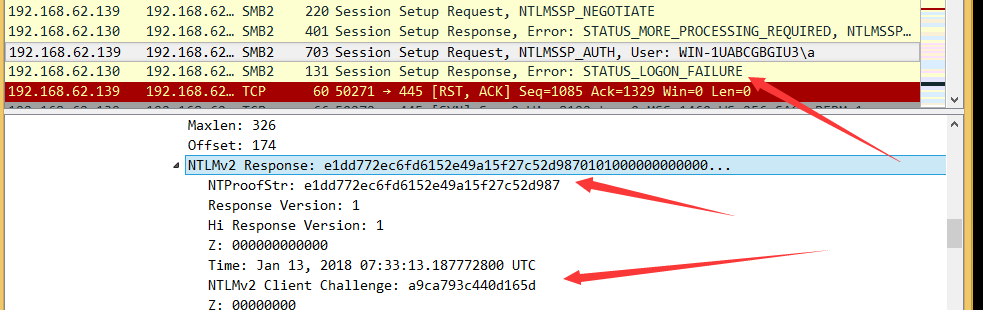 192.168.62.139 192.168.62… SMB2 220 Session Setup Request, NTLMSSP_NEGOTIATE
192.168.62.130 192.168.62… SMB2 401 Session Setup Response, Error: STATUS_MORE_PROCESSING_REQUIRED, NTLMSSP…
192.168.62.139 192.168.62… SMB2 703 Session Setup Request, NTLMSSP_AUTH, User: WIN-1UABCGBGIU3\a
192.168.62.130 192.168.62… SMB2 131 Session Setup Response, Error: STATUS_LOGON_FAILURE
192.168.62.139 192.168.62… TCP 60 50271 → 445 [RST, ACK] Seq=1085 Ack=1329 Win=0 Len=0
Maxlen: 326
Offset: 174
NTLMv2 Response: e1dd772ec6fd6152e49a15f27c52d9870101000000000000...
NTProofStr: e1dd772ec6fd6152e49a15f27c52d987
Response Version: 1
Hi Response Version: 1
Z: 000000000000
Time: Jan 13, 2018 07:33:13.187772800 UTC
NTLMv2 Client Challenge: a9ca793c440d165d
Z: 00000000